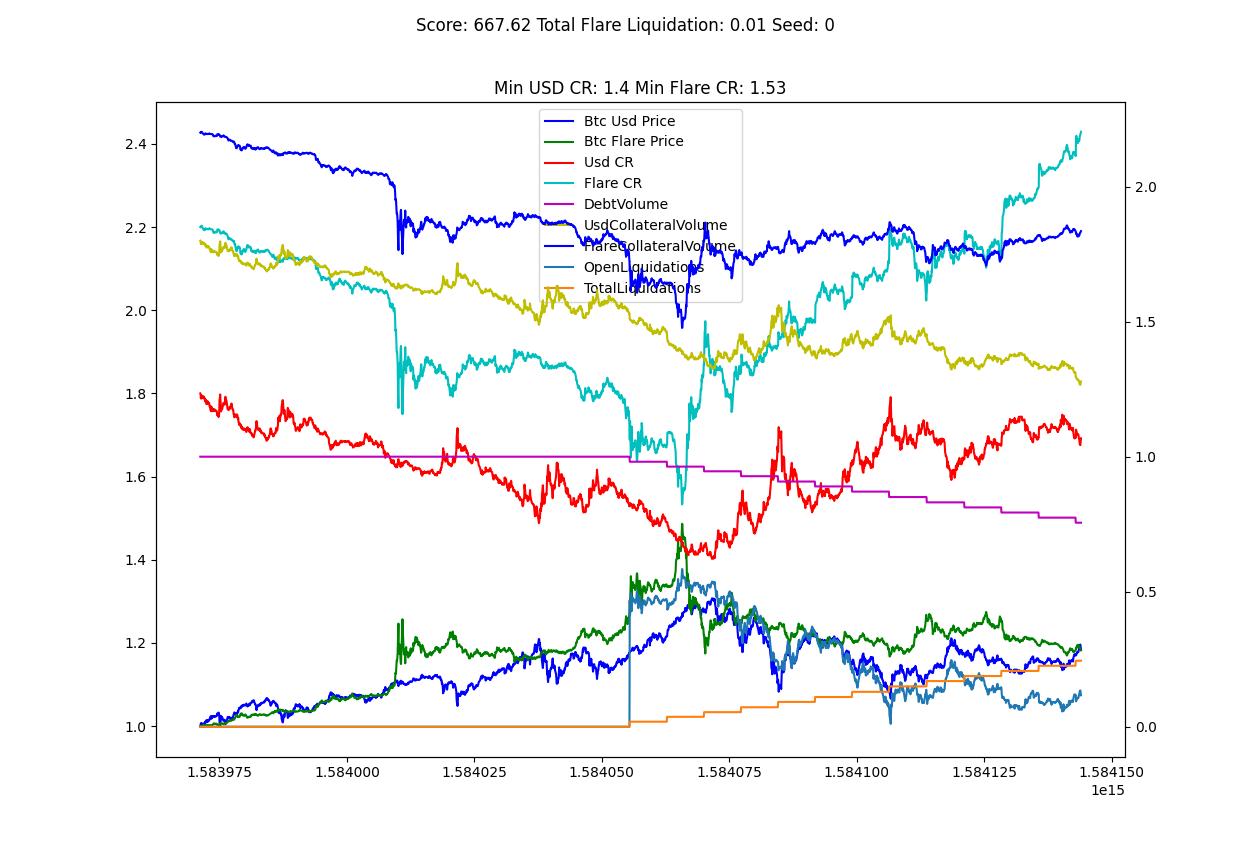 Score: 667.62 Total Flare Liquidation: 0.01 Seed: 0
Min USD CR: 1.4 Min Flare CR: 1.53
Btc Usd Price
Btc Flare Price
Usd CR
Flare CR
DebtVolume
UsdCollateralVolume
FlareCollateralVolume
OpenLiquidations
TotalLiquidations
2.4
2.2
2.0
1.8
1.6
1.4
1.2
1.0
2.0
1.5
1.0
0.5
0.0
1.583975 1.584000 1.584025 1.584050 1.584075 1.584100 1.584125 1.584150
1e15